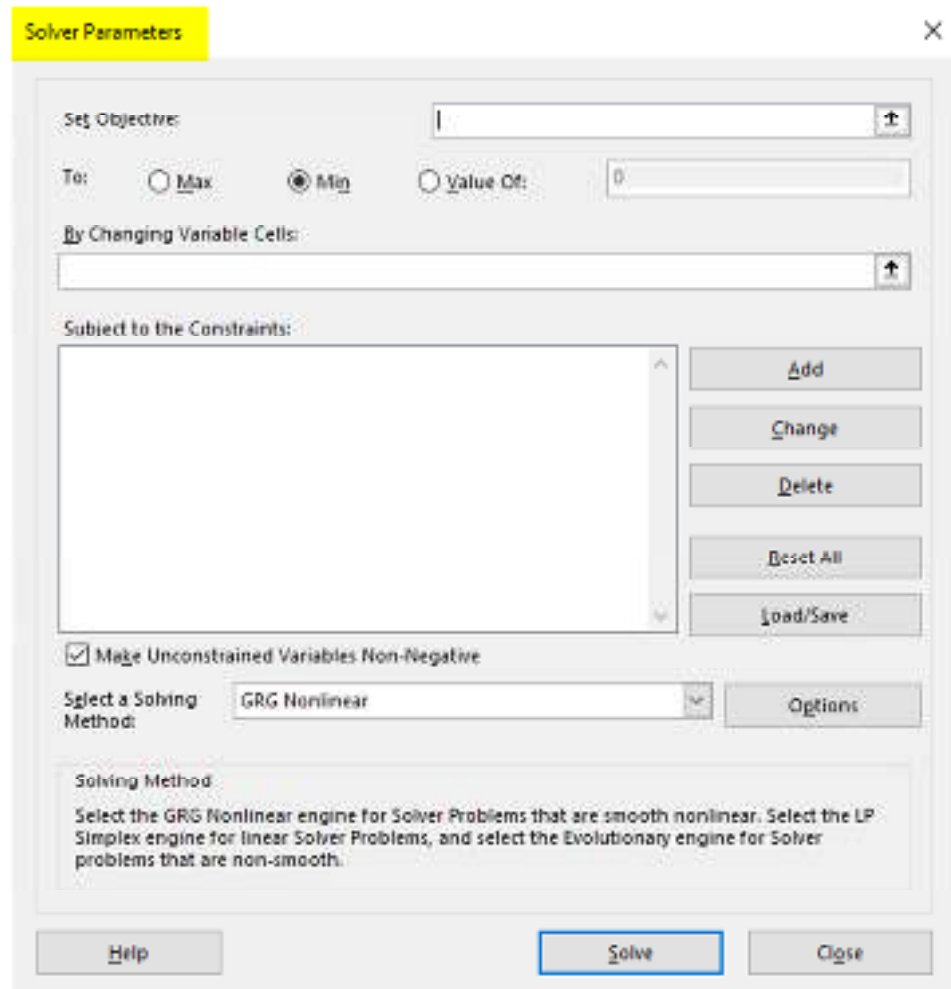 Solver Parameters
Set Objective:
To:
Max
Min
Value Of:
0
By Changing Variable Cells:
Subject to the Constraints:
Add
Change
Delete
Reset All
Load/Save
Make Unconstrained Variables Non-Negative
Select a Solving
Method:
GRG Nonlinear
Options
Solving Method
Select the GRG Nonlinear engine for Solver Problems that are smooth nonlinear. Select the LP
Simplex engine for linear Solver Problems, and select the Evolutionary engine for Solver
problems that are non-smooth.
Help
Solve
Close